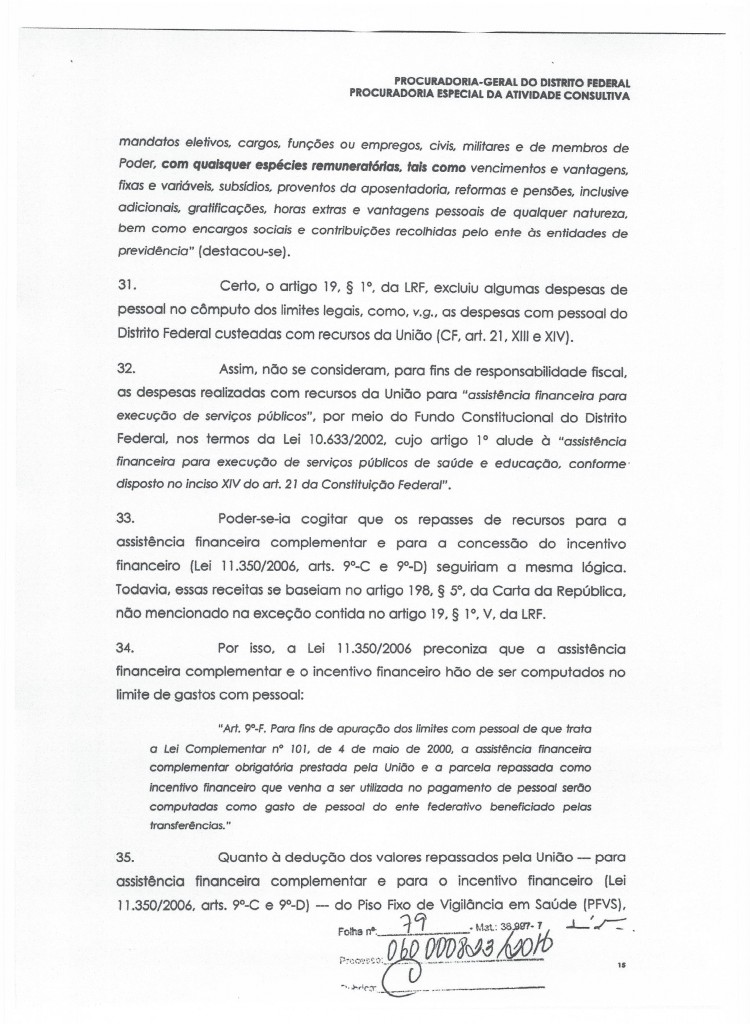 PROCURADORIA-GERAL DO DISTRITO FEDERAL
PROCURADORIA ESPECIAL DA ATIVIDADE CONSULTIVA
mandatos eletivos, cargos, funções ou empregos, civis, militares e de membros de
Poder, com quaisquer espécies remuneratórias, tais como vencimentos e vantagens,
fixas e variáveis, subsídios, proventos da aposentadoria, reformas e pensões, inclusive
adicionais, gratificações, horas extras e vantagens pessoais de qualquer natureza,
bem como encargos sociais e contribuições recolhidas pelo ente às entidades de
previdência" (destacou-se).
31. Certo, o artigo 19, § 1º, da LRF, excluiu algumas despesas de
pessoal no cômputo dos limites legais, como, v.g., as despesas com pessoal do
Distrito Federal custeadas com recursos da União (CF, art. 21, XIII e XIV).
32. Assim, não se consideram, para fins de responsabilidade fiscal,
as despesas realizadas com recursos da União para "assistência financeira para
execução de serviços públicos", por meio do Fundo Constitucional do Distrito
Federal, nos termos da Lei 10.633/2002, cujo artigo 1º alude à "assistência
financeira para execução de serviços públicos de saúde e educação, conforme
disposto no inciso XIV do art. 21 da Constituição Federal".
33. Poder-se-ia cogitar que os repasses de recursos para a
assistência financeira complementar e para a concessão do incentivo
financeiro (Lei 11.350/2006, arts. 9º-C e 9º-D) seguiriam a mesma lógica.
Todavia, essas receitas se baseiam no artigo 198, § 5º, da Carta da República,
não mencionado na exceção contida no artigo 19, § 1º, V, da LRF.
34. Por isso, a Lei 11.350/2006 preconiza que a assistência
financeira complementar e o incentivo financeiro hão de ser computados no
limite de gastos com pessoal:
"Art. 9º-F. Para fins de apuração dos limites com pessoal de que trata
a Lei Complementar nº 101, de 4 de maio de 2000, a assistência financeira
complementar obrigatória prestada pela União e a parcela repassada como
incentivo financeiro que venha a ser utilizada no pagamento de pessoal serão
computadas como gasto de pessoal do ente federativo beneficiado pelas
transferências."
35. Quanto à dedução dos valores repassados pela União — para
assistência financeira complementar e para o incentivo financeiro (Lei
11.350/2006, arts. 9º-C e 9º-D) — do Piso Fixo de Vigilância em Saúde (PFVS),
Folha nº 79 - Mat.: 36.997-7
Processo: 060 000823/2016
15